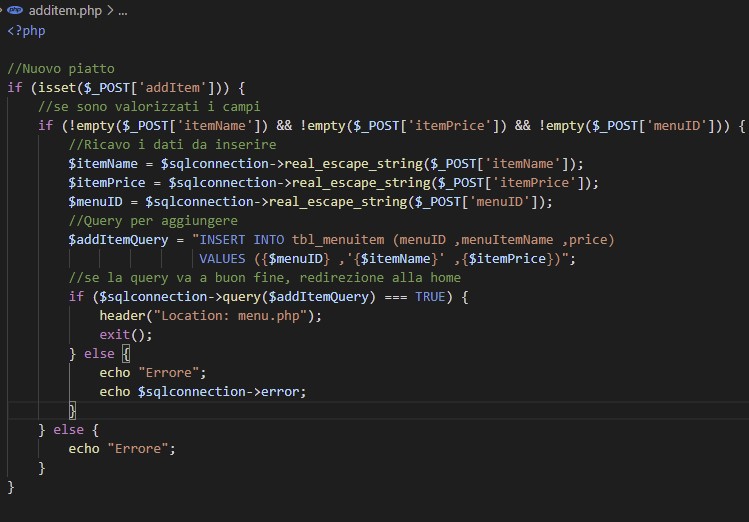 additem.php > ...
<?php
//Nuovo piatto
if (isset($_POST['addItem'])) {
//se sono valorizzati i campi
if (!empty($_POST['itemName']) && !empty($_POST['itemPrice']) && !empty($_POST['menuID'])) {
//Ricavo i dati da inserire
$itemName = $sqlconnection->real_escape_string($_POST['itemName']);
$itemPrice = $sqlconnection->real_escape_string($_POST['itemPrice']);
$menuID = $sqlconnection->real_escape_string($_POST['menuID']);
//Query per aggiungere
$addItemQuery = "INSERT INTO tbl_menuitem (menuID ,menuItemName ,price)
VALUES ({$menuID} ,'{$itemName}' ,{$itemPrice})";
//se la query va a buon fine, redirezione alla home
if ($sqlconnection->query($addItemQuery) === TRUE) {
header("Location: menu.php");
exit();
} else {
echo "Errore";
echo $sqlconnection->error;
}
} else {
echo "Errore";
}
}